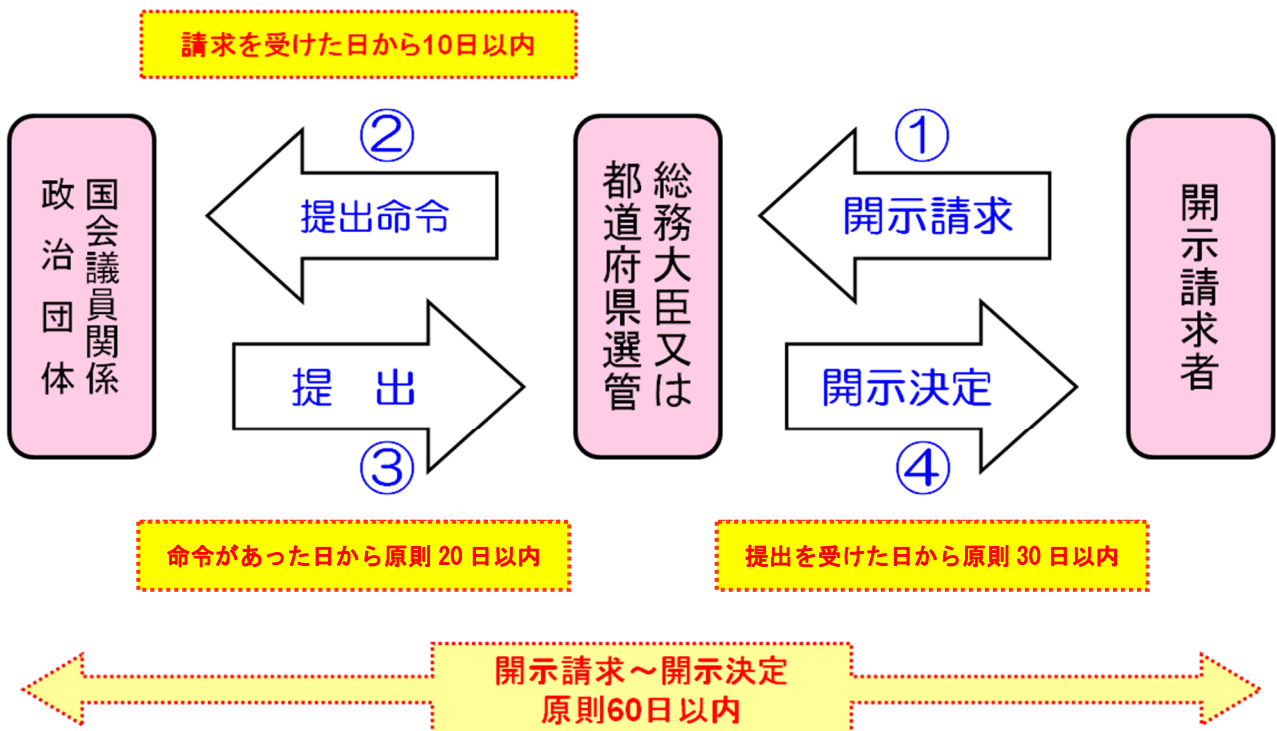 請求を受けた日から10日以内
国会議員関係
政治団体
②
提出命令
提　出
③
総務大臣又は
都道府県選管
①
開示請求
開示決定
④
開示請求者
命令があった日から原則 20 日以内
提出を受けた日から原則 30 日以内
開示請求～開示決定
原則60日以内